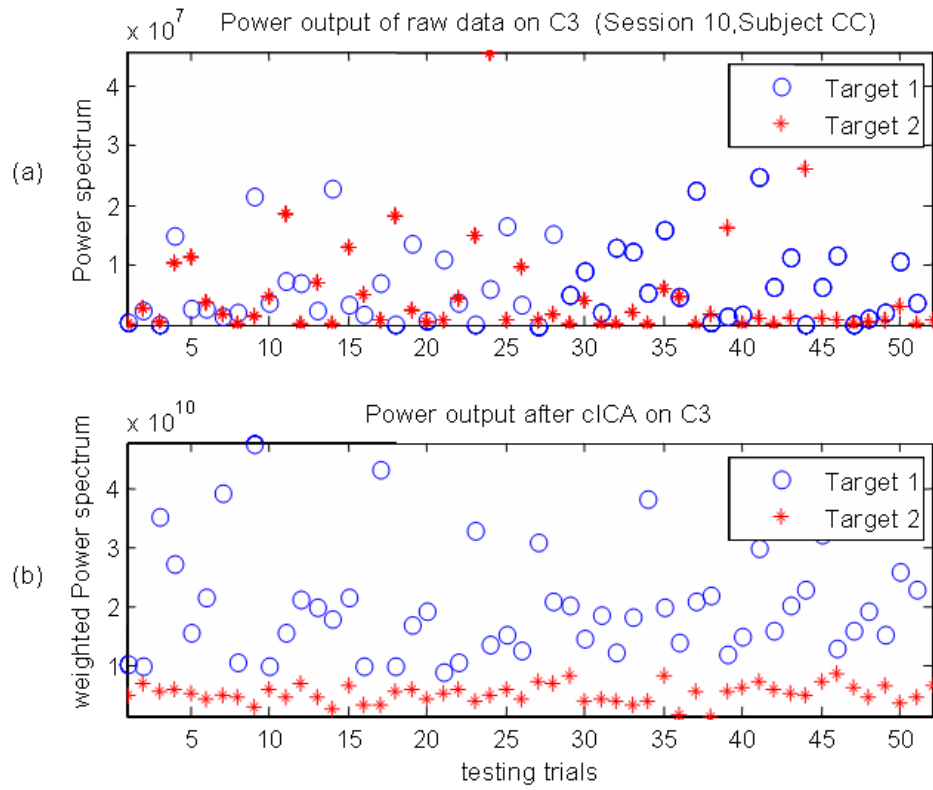 Power output of raw data on C3 (Session 10,Subject CC)
x 10^7
(a)
Power spectrum
4
3
2
1
5 10 15 20 25 30 35 40 45 50
Target 1
Target 2
Power output after cICA on C3
x 10^10
(b)
weighted Power spectrum
4
3
2
1
5 10 15 20 25 30 35 40 45 50
Target 1
Target 2
testing trials